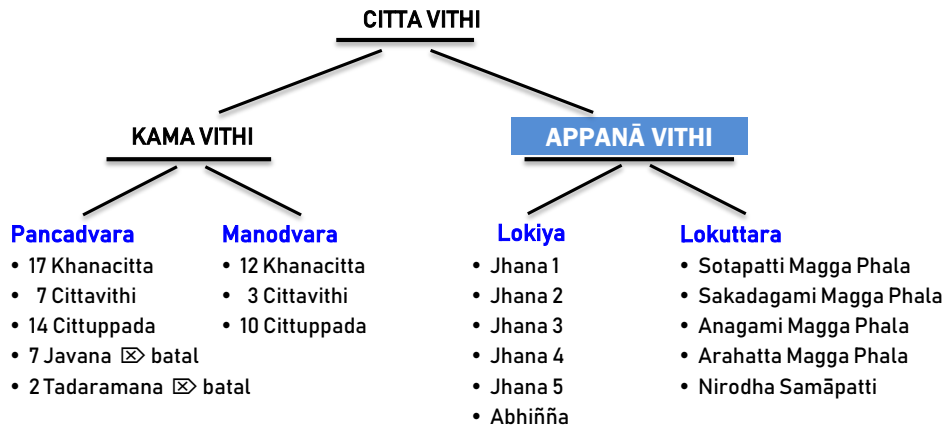 CITTA VITHI
KAMA VITHI
APPANĀ VITHI
Pancadvara
• 17 Khanacitta
• 7 Cittavithi
• 14 Cittuppada
• 7 Javana ⌦ batal
• 2 Tadaramana ⌦ batal
Manodvara
• 12 Khanacitta
• 3 Cittavithi
• 10 Cittuppada
Lokiya
• Jhana 1
• Jhana 2
• Jhana 3
• Jhana 4
• Jhana 5
• Abhiñña
Lokuttara
• Sotapatti Magga Phala
• Sakadagami Magga Phala
• Anagami Magga Phala
• Arahatta Magga Phala
• Nirodha Samāpatti